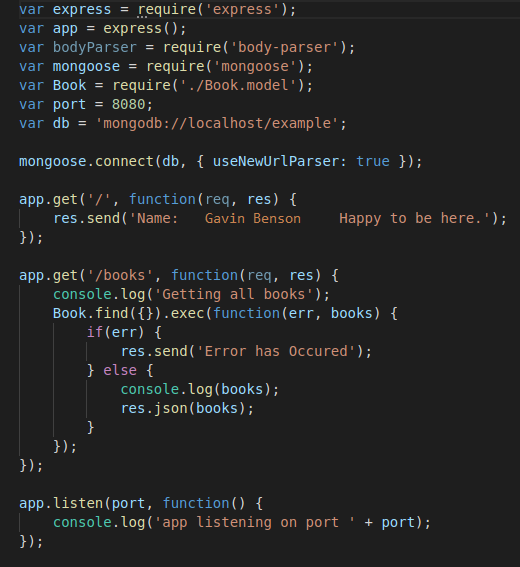 var express = require('express');
var app = express();
var bodyParser = require('body-parser');
var mongoose = require('mongoose');
var Book = require('./Book.model');
var port = 8080;
var db = 'mongodb://localhost/example';
mongoose.connect(db, { useNewUrlParser: true });
app.get('/', function(req, res) {
    res.send('Name:   Gavin Benson    Happy to be here.');
});
app.get('/books', function(req, res) {
    console.log('Getting all books');
    Book.find({}).exec(function(err, books) {
        if(err) {
            res.send('Error has Occured');
        } else {
            console.log(books);
            res.json(books);
        }
    });
});
app.listen(port, function() {
    console.log('app listening on port ' + port);
});